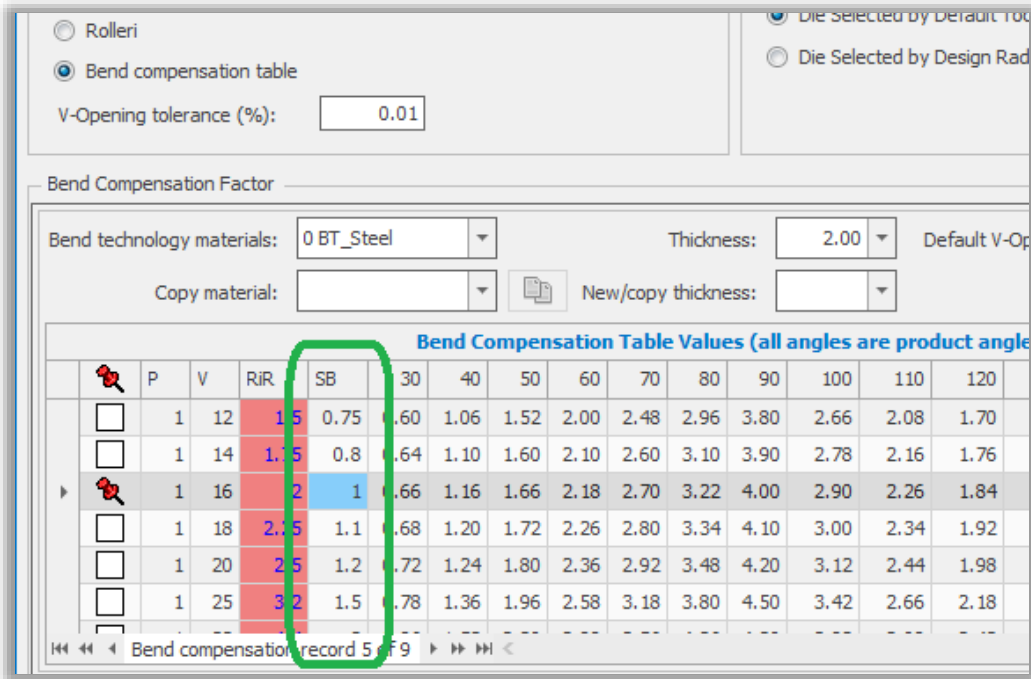 Rolleri
Die Selected by Default
Bend compensation table
Die Selected by Design
V-Opening tolerance (%): 0.01
Bend Compensation Factor
Bend technology materials: 0 BT_Steel Thickness: 2.00 Default
Copy material: New/copy thickness:
Bend Compensation Table Values (all angles are product
P V RiR SB 30 40 50 60 70 80 90 100 110 120
1 12 0.75 1.06 1.52 2.00 2.48 2.96 3.80 2.66 2.08 1.70
1 14 0.8 1.10 1.60 2.10 2.60 3.10 3.90 2.78 2.16 1.76
1 16 2 1 1.16 1.66 2.18 2.70 3.22 4.00 2.90 2.26 1.84
1 18 1.1 1.20 1.72 2.26 2.80 3.34 4.10 3.00 2.34 1.92
1 20 1.2 1.24 1.80 2.36 2.92 3.48 4.20 3.12 2.44 1.98
1 25 1.5 1.36 1.96 2.58 3.18 3.80 4.50 3.42 2.66 2.18
Bend compensation record 5 of 9